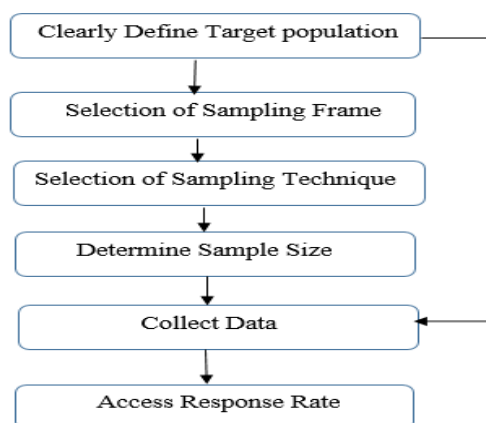 Clearly Define Target population
Selection of Sampling Frame
Selection of Sampling Technique
Determine Sample Size
Collect Data
Access Response Rate